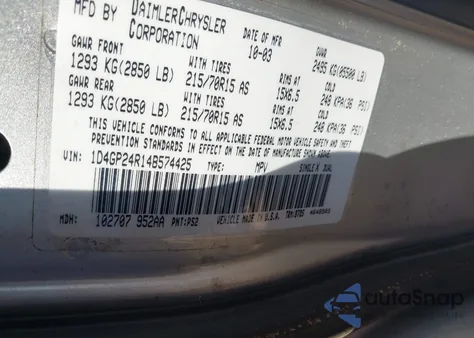 MFD BY DAIMLERCHRYSLER CORPORATION DATE OF MFR 10-03 GVWR 2495 KG(05500 LB)
GAWR FRONT WITH TIRES RIMS AT COLD
1293 KG(2850 LB) 215/70R15 AS 15X6.5 248 KPA(36 PSI)
GAWR REAR WITH TIRES RIMS AT COLD
1293 KG(2850 LB) 215/70R15 AS 15X6.5 248 KPA(36 PSI)
THIS VEHICLE CONFORMS TO ALL APPLICABLE FEDERAL MOTOR VEHICLE SAFETY AND
THEFT PREVENTION STANDARDS IN EFFECT ON THE DATE OF MANUFACTURE SHOWN ABOVE.
VIN: 1D4GP24R14B574425 TYPE: MPV SINGLE X DUAL
MDH: 102707 952AA PNT:PS2 VEHICLE MADE IN U.S.A.
autoSnap